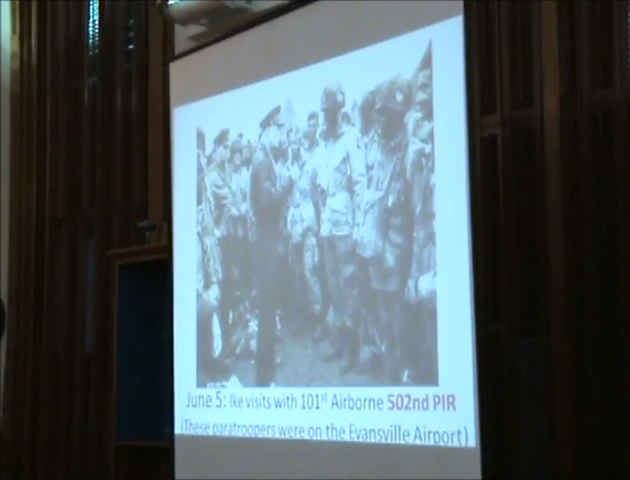 June 5: Ike visits with 101st Airborne 502nd PIR
(These paratroopers were on the Evansville Airport)